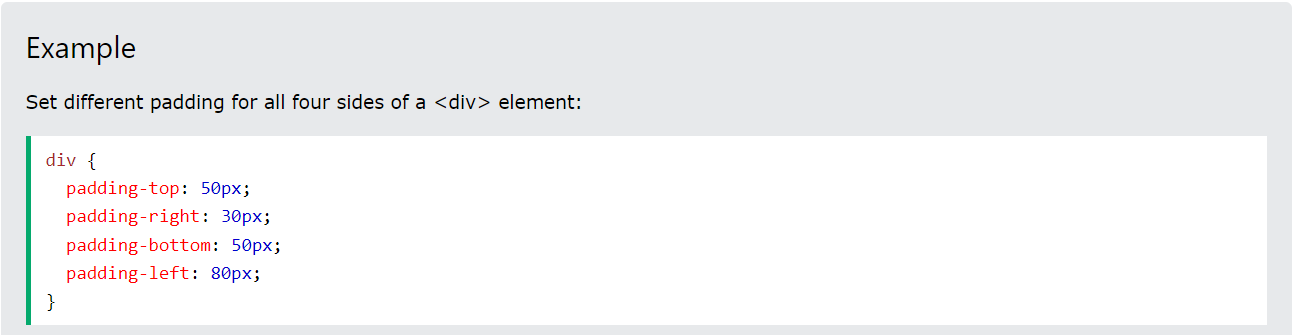 Example
Set different padding for all four sides of a <div> element:
div {
  padding-top: 50px;
  padding-right: 30px;
  padding-bottom: 50px;
  padding-left: 80px;
}